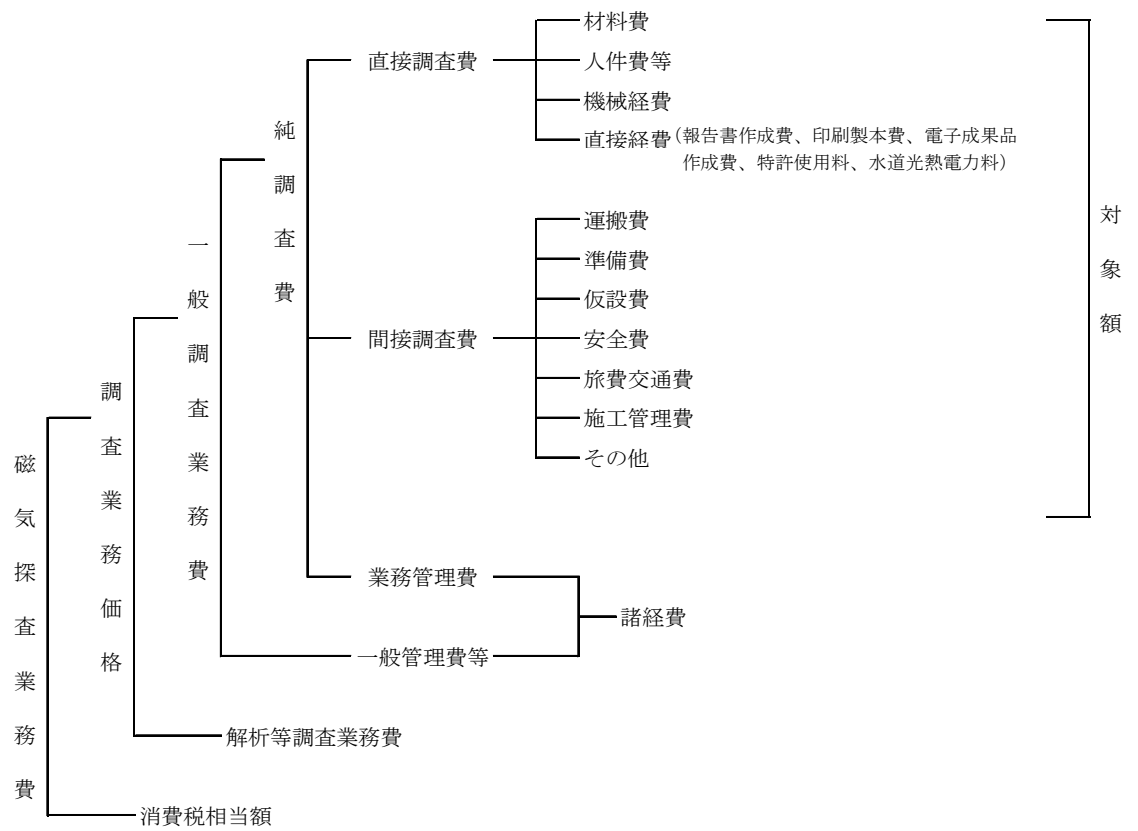 磁気探査業務費
調査業務価格
一般調査業務費
純調査費
直接調査費
材料費
人件費等
機械経費
直接経費(報告書作成費、印刷製本費、電子成果品
作成費、特許使用料、水道光熱電力料)
間接調査費
運搬費
準備費
仮設費
安全費
旅費交通費
施工管理費
その他
対象額
業務管理費
一般管理費等
諸経費
解析等調査業務費
消費税相当額